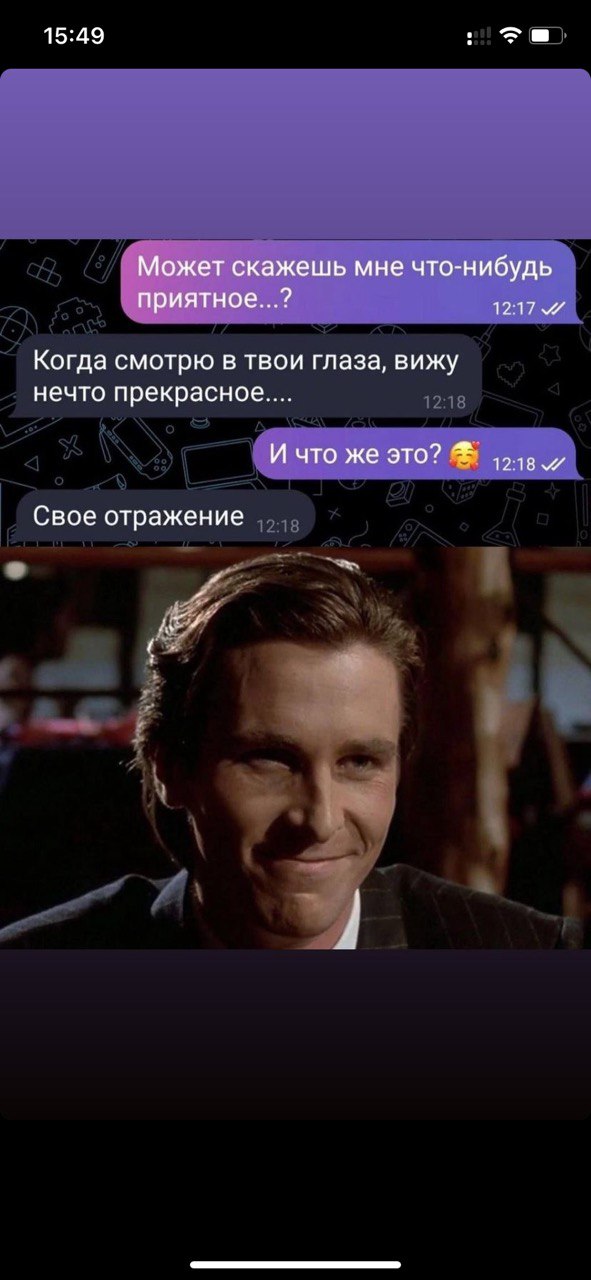 15:49
Может скажешь мне что-нибудь
приятное...?
12:17
Когда смотрю в твои глаза, вижу
нечто прекрасное....
12:18
И что же это? 🥰 12:18
Свое отражение 12:18